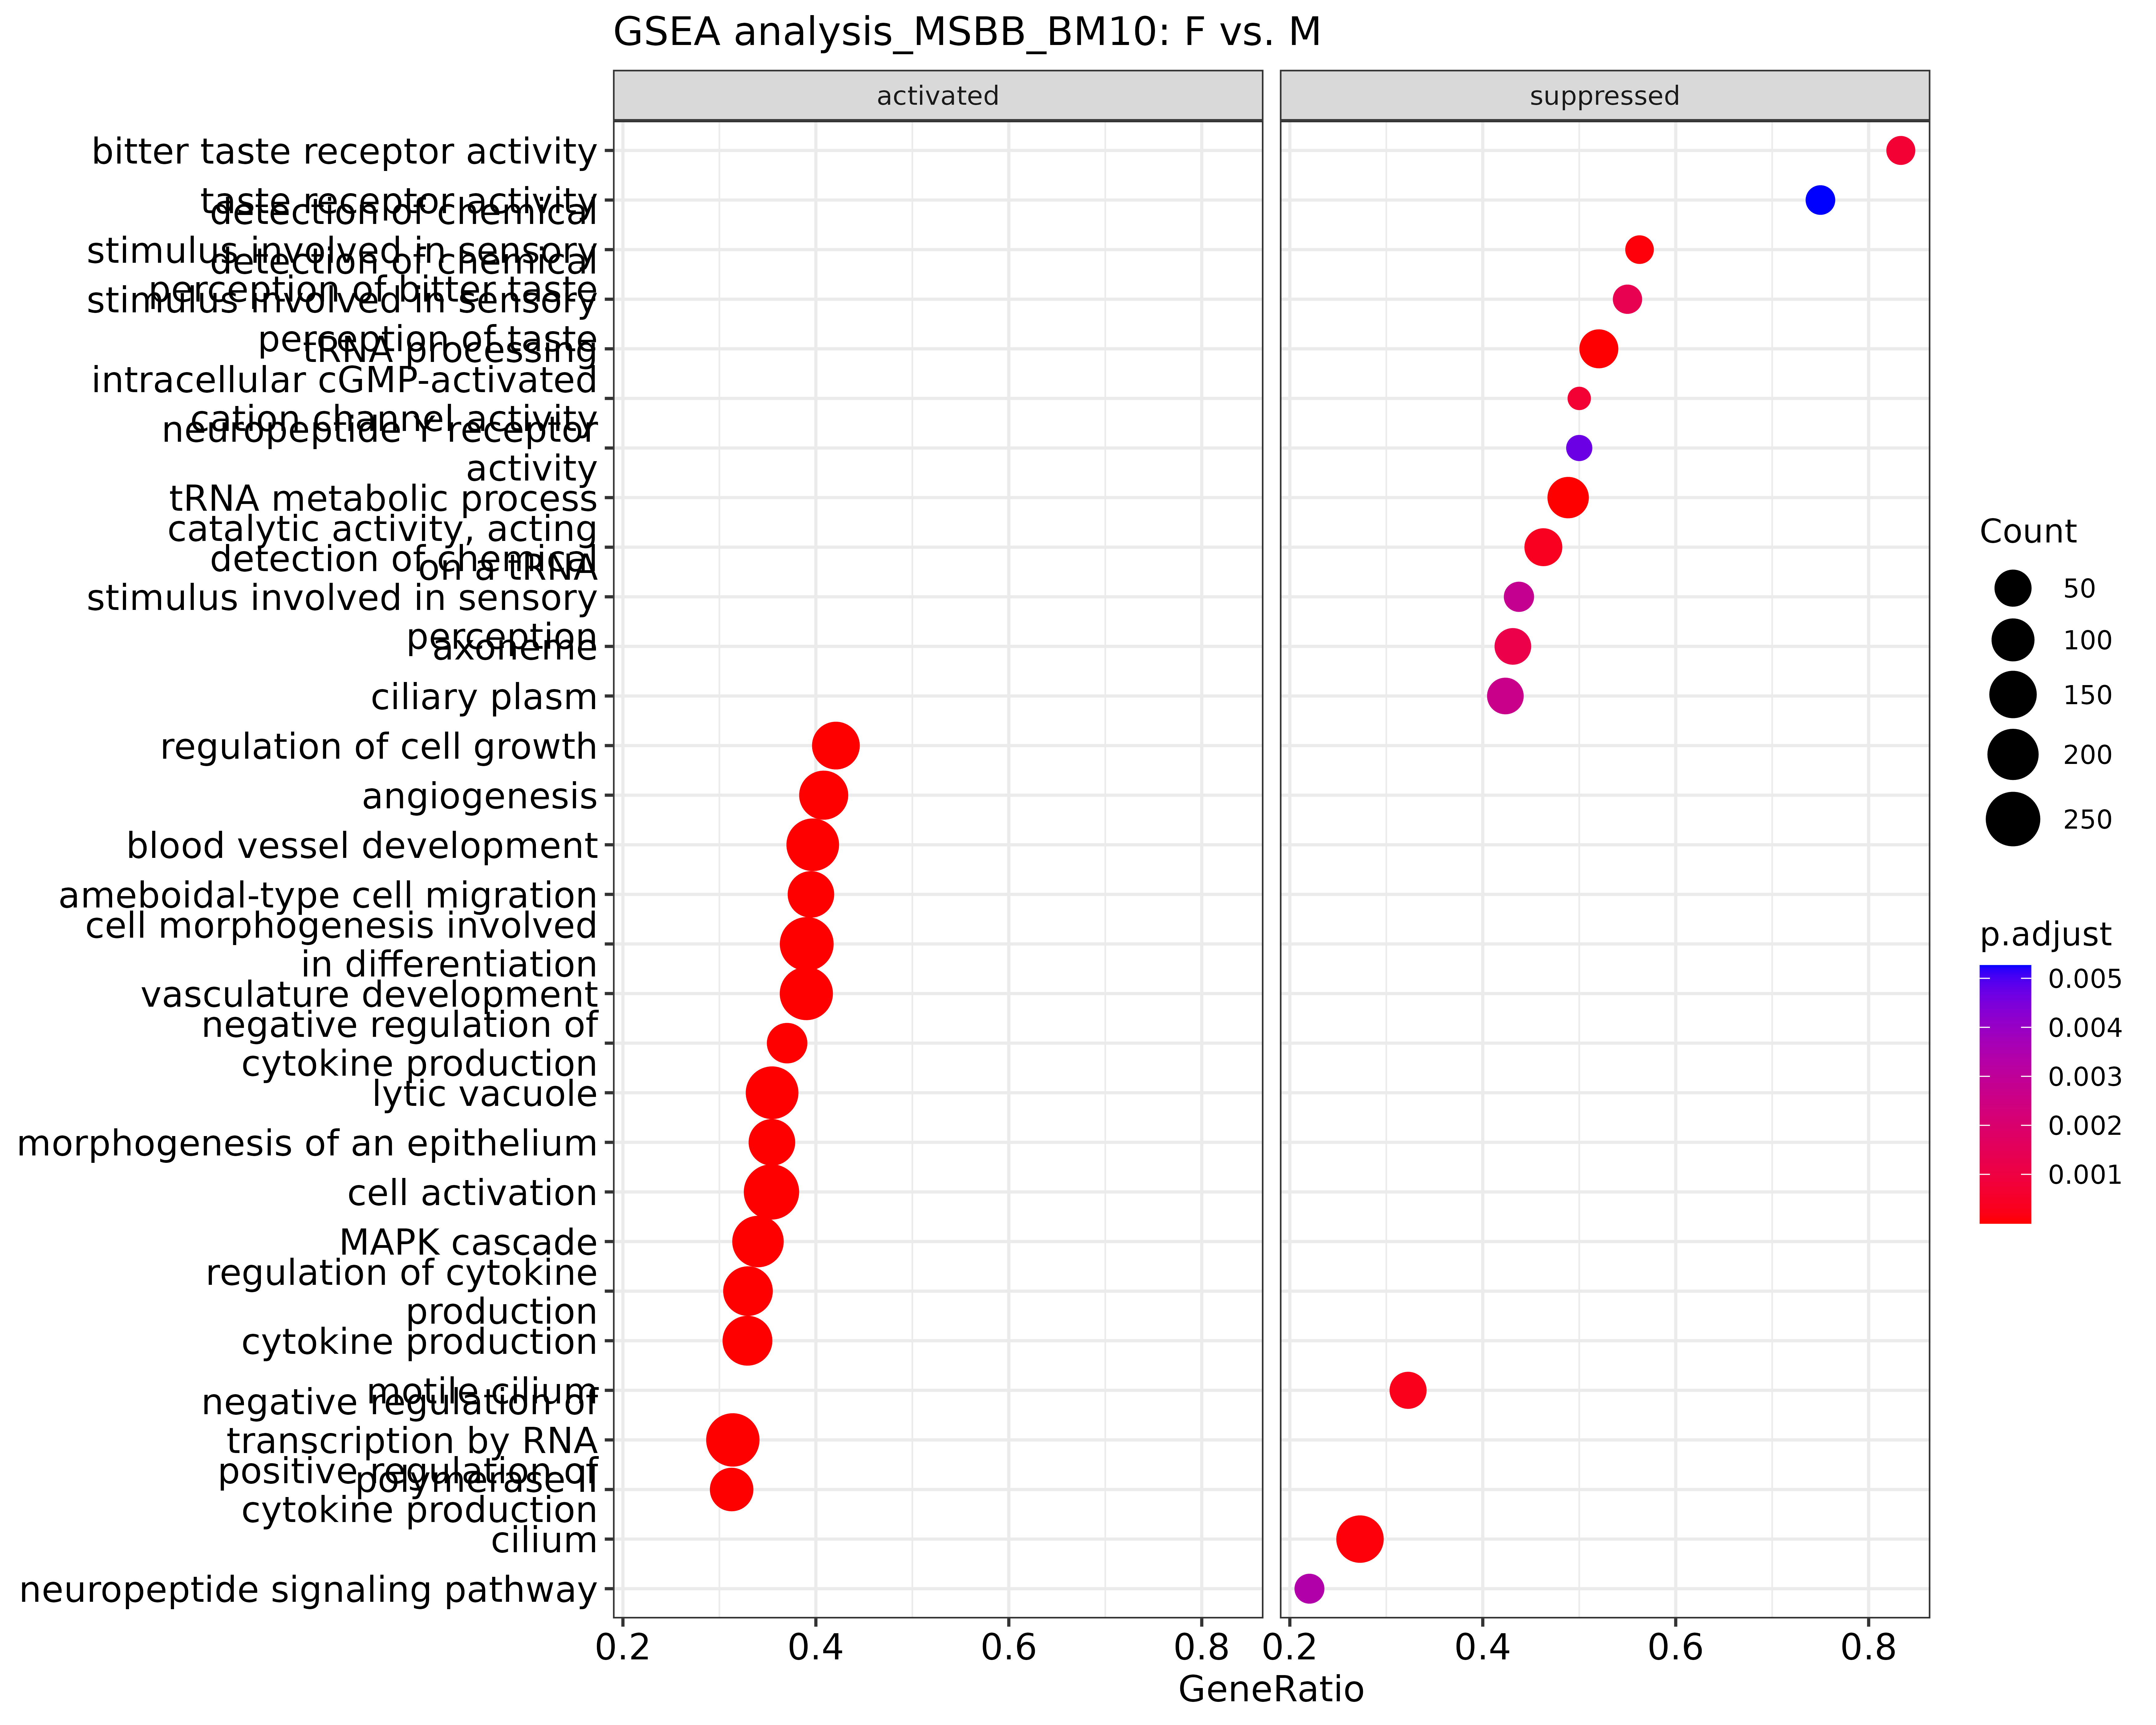 GSEA analysis_MSBB_BM10: F vs. M
activated
suppressed
bitter taste receptor activity
taste receptor activity
detection of chemical
stimulus involved in sensory
perception of bitter taste
detection of chemical
stimulus involved in sensory
perception of taste
tRNA processing
intracellular cGMP-activated
cation channel activity
neuropeptide Y receptor
activity
tRNA metabolic process
catalytic activity, acting
on a tRNA
detection of chemical
stimulus involved in sensory
perception
axoneme
ciliary plasm
regulation of cell growth
angiogenesis
blood vessel development
ameboidal-type cell migration
cell morphogenesis involved
in differentiation
vasculature development
negative regulation of
cytokine production
lytic vacuole
morphogenesis of an epithelium
cell activation
MAPK cascade
regulation of cytokine
production
cytokine production
motile cilium
negative regulation of
transcription by RNA
polymerase II
positive regulation of
cytokine production
cilium
neuropeptide signaling pathway
0.2 0.4 0.6 0.8
0.2 0.4 0.6 0.8
GeneRatio
Count
50
100
150
200
250
p.adjust
0.005
0.004
0.003
0.002
0.001